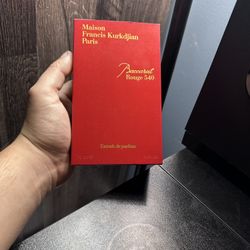 Maison
Francis Kurkdjian
Paris
Baccarat
Rouge 540
Extrait de parfum